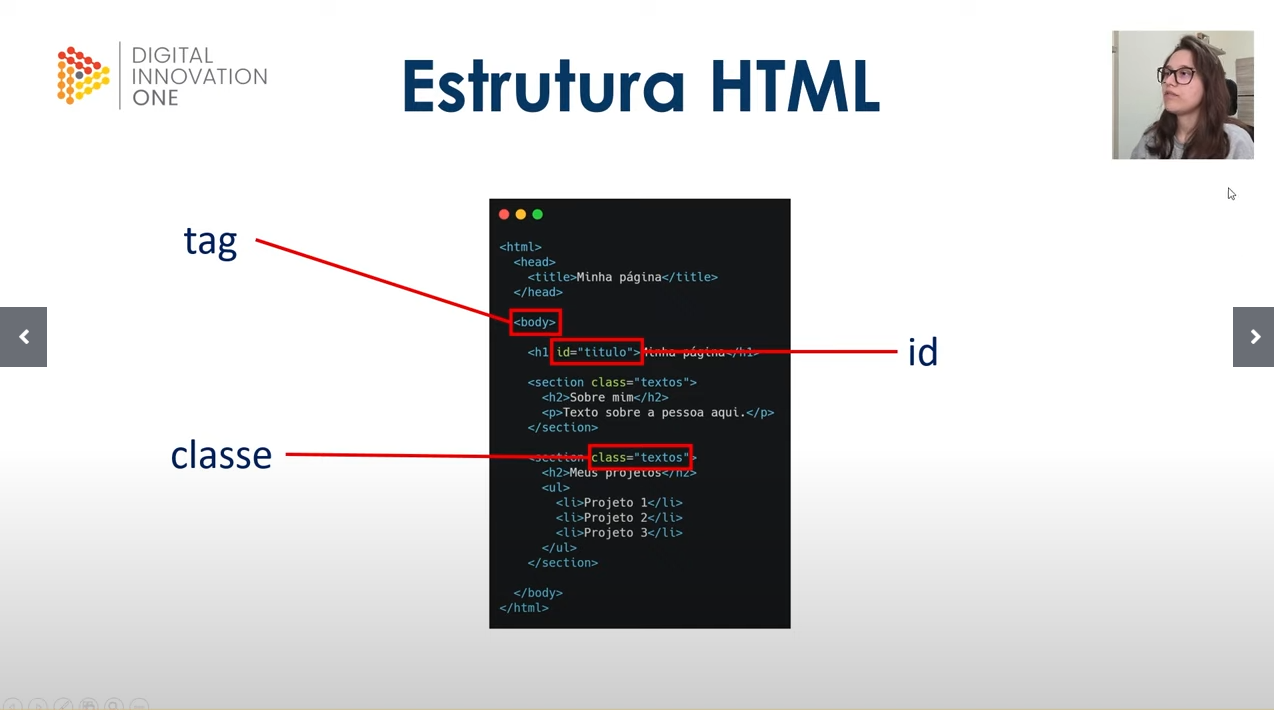 DIGITAL
INNOVATION
ONE
Estrutura HTML
tag
classe
id
<html>
<head>
<title>Minha página</title>
</head>
<body>
<h1 id="titulo">Minha página</h1>
<section class="textos">
<h2>Sobre mim</h2>
<p>Texto sobre a pessoa aqui.</p>
</section>
<section class="textos">
<h2>Meus projetos</h2>
<ul>
<li>Projeto 1</li>
<li>Projeto 2</li>
<li>Projeto 3</li>
</ul>
</section>
</body>
</html>